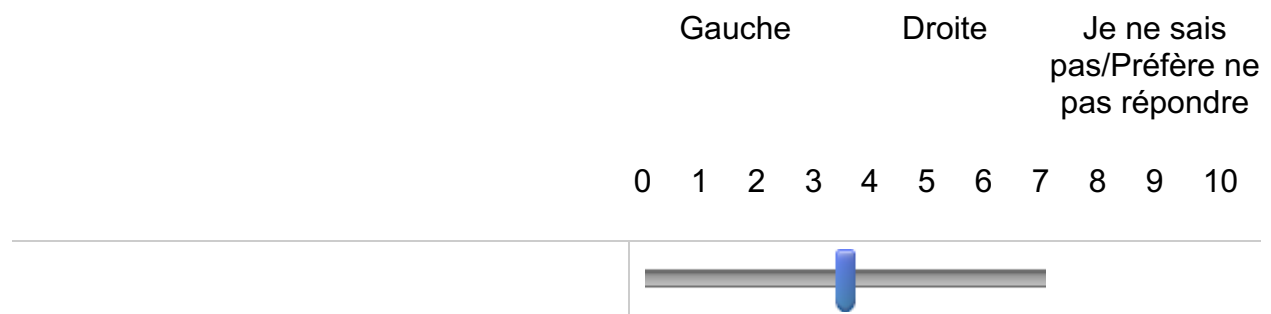 Gauche Droite Je ne sais
pas/Préfère ne
pas répondre
0 1 2 3 4 5 6 7 8 9 10